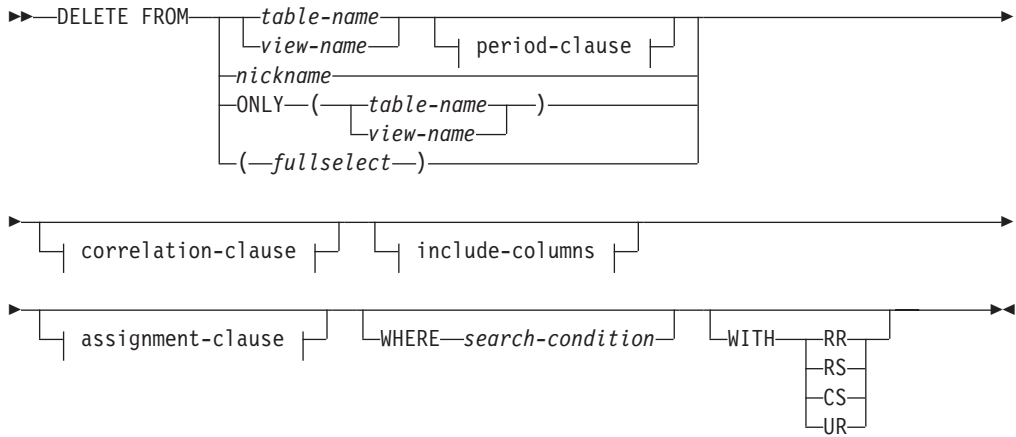 DELETE FROM table-name period-clause
view-name
nickname
ONLY ( table-name )
view-name
( fullselect )
correlation-clause include-columns
assignment-clause WHERE search-condition WITH RR
RS
CS
UR